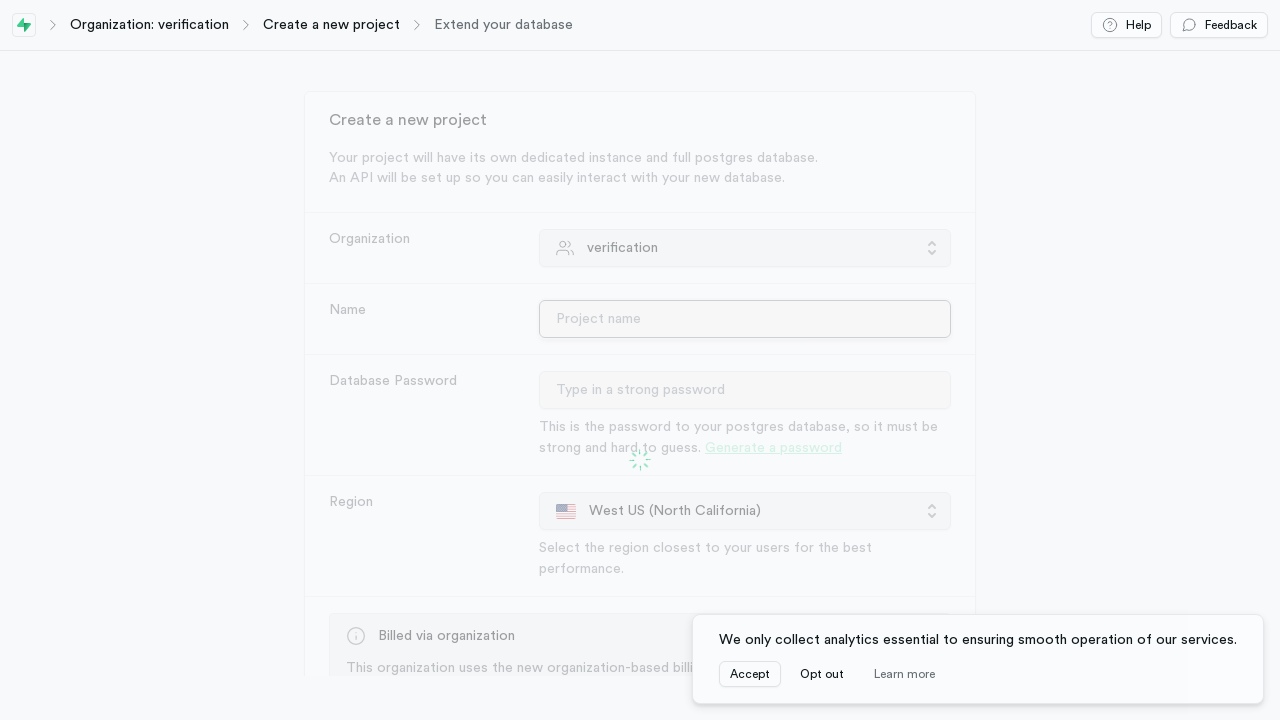 Organization: verification
Create a new project
Extend your database
Help
Feedback
Create a new project
Your project will have its own dedicated instance and full postgres database.
An API will be set up so you can easily interact with your new database.
Organization
verification
Name
Project name
Database Password
Type in a strong password
This is the password to your postgres database, so it must be
strong and hard to guess. Generate a password
Region
West US (North California)
Select the region closest to your users for the best
performance.
Billed via organization
This organization uses the new organization-based
We only collect analytics essential to ensuring smooth operation of our services.
Accept
Opt out
Learn more